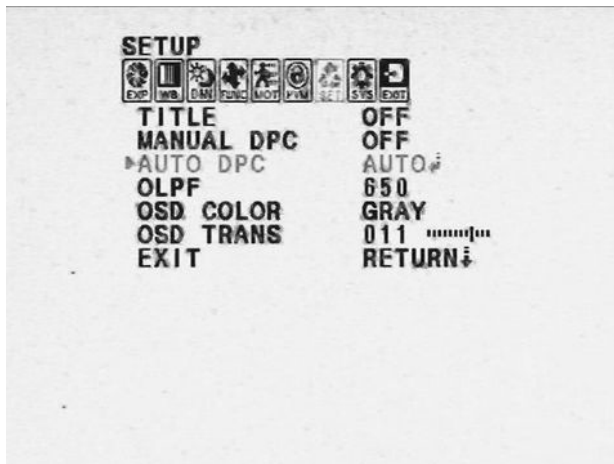 SETUP
EXP WB D&N FUNC MOT PVM SET SYS EXIT
TITLE OFF
MANUAL DPC OFF
AUTO DPC AUTO
OLPF 650
OSD COLOR GRAY
OSD TRANS 011
EXIT RETURN